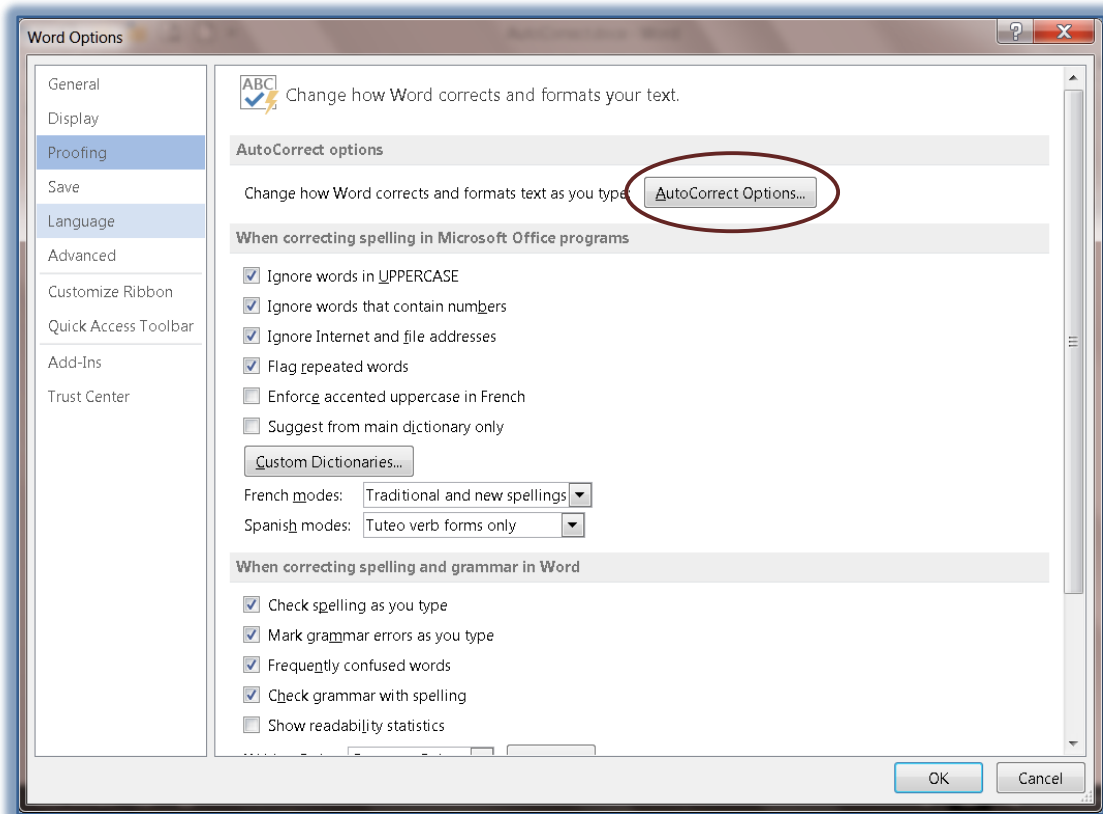 Word Options
General
Display
Proofing
Save
Language
Advanced
Customize Ribbon
Quick Access Toolbar
Add-Ins
Trust Center
ABC
Change how Word corrects and formats your text.
AutoCorrect options
Change how Word corrects and formats text as you type: AutoCorrect Options...
When correcting spelling in Microsoft Office programs
Ignore words in UPPERCASE
Ignore words that contain numbers
Ignore Internet and file addresses
Flag repeated words
Enforce accented uppercase in French
Suggest from main dictionary only
Custom Dictionaries...
French modes: Traditional and new spellings
Spanish modes: Tuteo verb forms only
When correcting spelling and grammar in Word
Check spelling as you type
Mark grammar errors as you type
Frequently confused words
Check grammar with spelling
Show readability statistics
OK Cancel